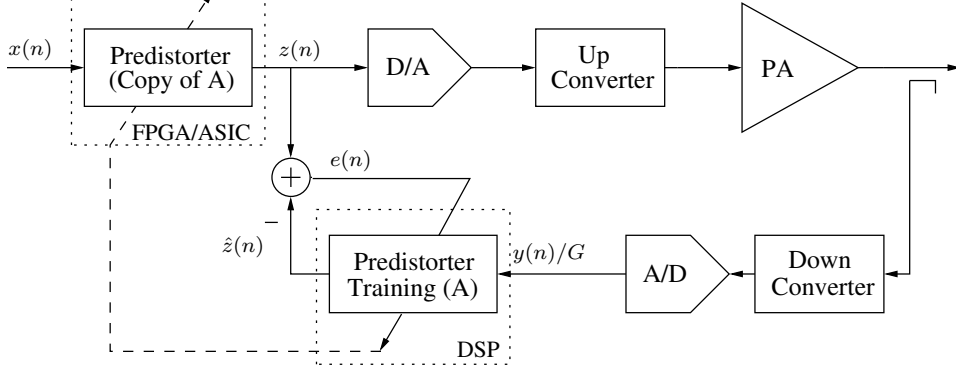 x(n)
Predistorter
(Copy of A)
z(n)
D/A
Up
Converter
PA
FPGA/ASIC
+
e(n)
−
ẑ(n)
Predistorter
Training (A)
y(n)/G
A/D
Down
Converter
DSP